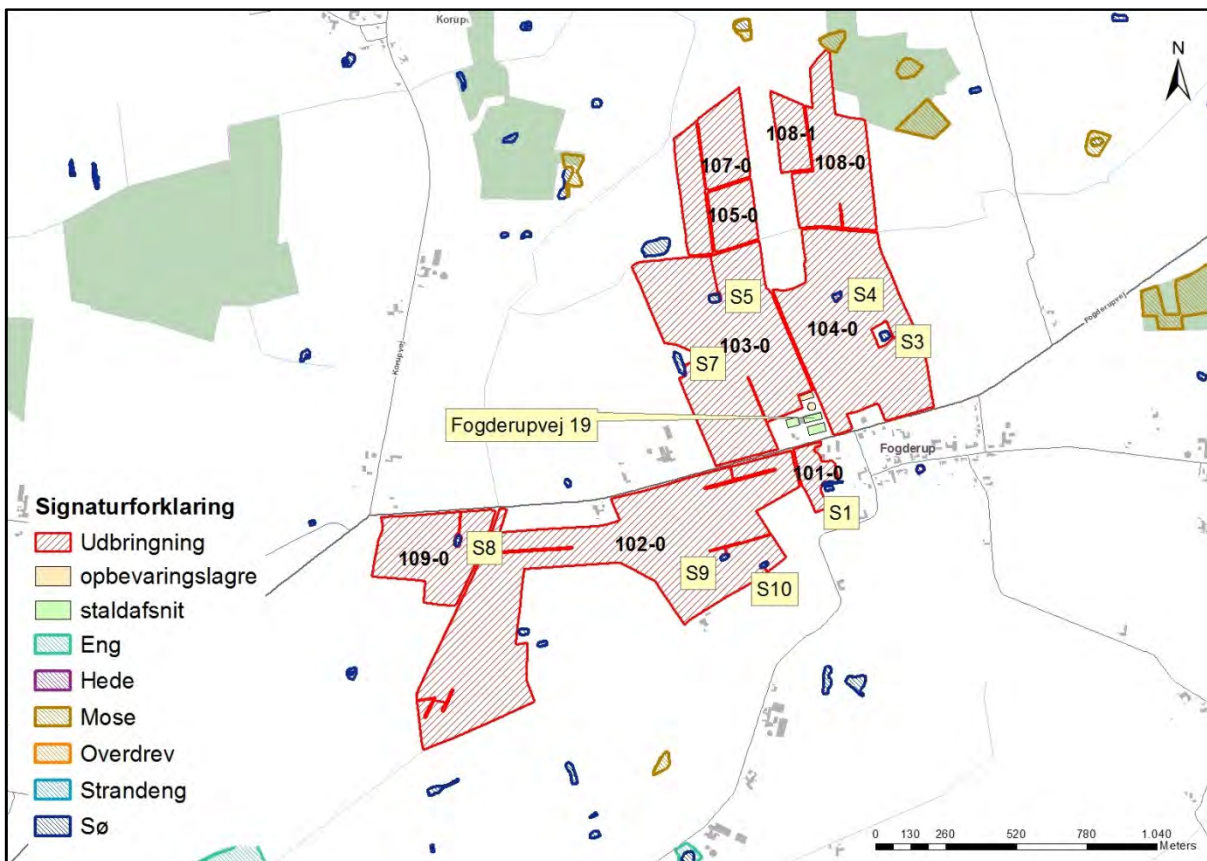 Korup
N
108-1
107-0
108-0
105-0
S5
S4
104-0
S3
103-0
S7
Fogderupvej
Korupvej
Fogderupvej 19
Fogderup
101-0
S1
102-0
109-0
S8
S9
S10
Signaturforklaring
Udbringning
opbevaringslagre
staldafsnit
Eng
Hede
Mose
Overdrev
Strandeng
Sø
0 130 260 520 780 1.040
Meters